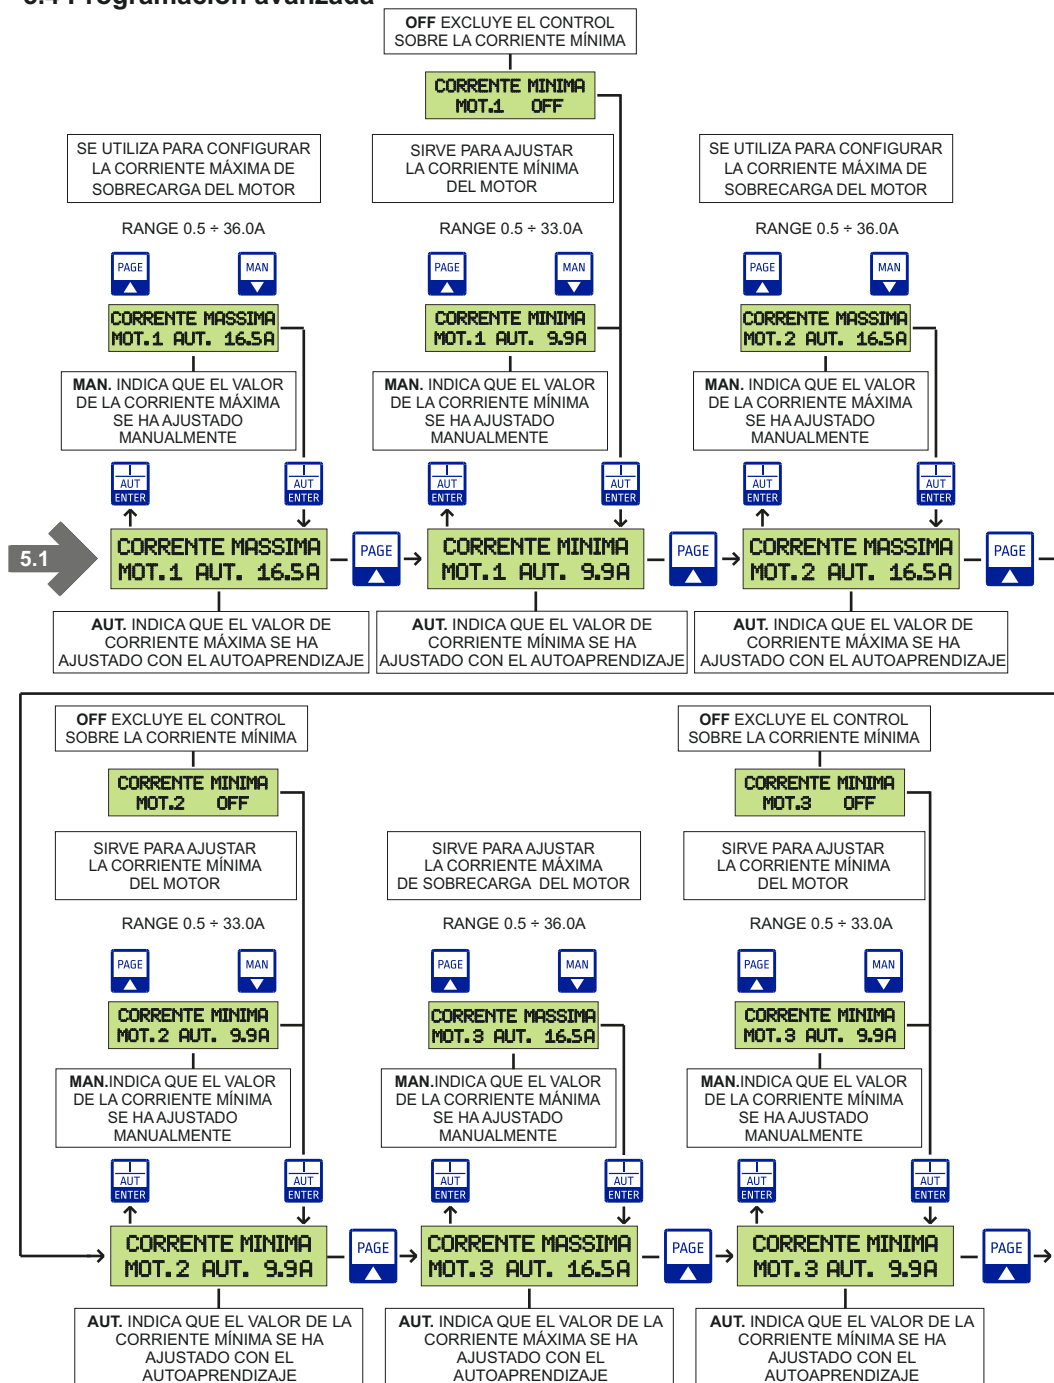 5.4 Programación avanzada
OFF EXCLUYE EL CONTROL
SOBRE LA CORRIENTE MÍNIMA
CORRENTE MINIMA
MOT.1 OFF
SE UTILIZA PARA CONFIGURAR
LA CORRIENTE MÁXIMA DE
SOBRECARGA DEL MOTOR
SIRVE PARA AJUSTAR
LA CORRIENTE MÍNIMA
DEL MOTOR
SE UTILIZA PARA CONFIGURAR
LA CORRIENTE MÁXIMA DE
SOBRECARGA DEL MOTOR
RANGE 0.5 ÷ 36.0A
RANGE 0.5 ÷ 33.0A
RANGE 0.5 ÷ 36.0A
PAGE
MAN
PAGE
MAN
PAGE
MAN
CORRENTE MASSIMA
MOT.1 AUT. 16.5A
CORRENTE MINIMA
MOT.1 AUT. 9.9A
CORRENTE MASSIMA
MOT.2 AUT. 16.5A
MAN. INDICA QUE EL VALOR
DE LA CORRIENTE MÁXIMA
SE HA AJUSTADO
MANUALMENTE
MAN. INDICA QUE EL VALOR
DE LA CORRIENTE MÍNIMA
SE HA AJUSTADO
MANUALMENTE
MAN. INDICA QUE EL VALOR
DE LA CORRIENTE MÁXIMA
SE HA AJUSTADO
MANUALMENTE
AUT
ENTER
AUT
ENTER
AUT
ENTER
AUT
ENTER
AUT
ENTER
AUT
ENTER
5.1
CORRENTE MASSIMA
MOT.1 AUT. 16.5A
PAGE
CORRENTE MINIMA
MOT.1 AUT. 9.9A
PAGE
CORRENTE MASSIMA
MOT.2 AUT. 16.5A
PAGE
AUT. INDICA QUE EL VALOR DE
CORRIENTE MÁXIMA SE HA
AJUSTADO CON EL AUTOAPRENDIZAJE
AUT. INDICA QUE EL VALOR DE
CORRIENTE MÍNIMA SE HA
AJUSTADO CON EL AUTOAPRENDIZAJE
AUT. INDICA QUE EL VALOR DE
CORRIENTE MÁXIMA SE HA
AJUSTADO CON EL AUTOAPRENDIZAJE
OFF EXCLUYE EL CONTROL
SOBRE LA CORRIENTE MÍNIMA
OFF EXCLUYE EL CONTROL
SOBRE LA CORRIENTE MÍNIMA
CORRENTE MINIMA
MOT.2 OFF
CORRENTE MINIMA
MOT.3 OFF
SIRVE PARA AJUSTAR
LA CORRIENTE MÍNIMA
DEL MOTOR
SIRVE PARA AJUSTAR
LA CORRIENTE MÁXIMA
DE SOBRECARGA DEL MOTOR
SIRVE PARA AJUSTAR
LA CORRIENTE MÍNIMA
DEL MOTOR
RANGE 0.5 ÷ 33.0A
RANGE 0.5 ÷ 36.0A
RANGE 0.5 ÷ 33.0A
PAGE
MAN
PAGE
MAN
PAGE
MAN
CORRENTE MINIMA
MOT.2 AUT. 9.9A
CORRENTE MASSIMA
MOT.3 AUT. 16.5A
CORRENTE MINIMA
MOT.3 AUT. 9.9A
MAN.INDICA QUE EL VALOR
DE LA CORRIENTE MÍNIMA
SE HA AJUSTADO
MANUALMENTE
MAN.INDICA QUE EL VALOR
DE LA CORRIENTE MÁNIMA
SE HA AJUSTADO
MANUALMENTE
MAN.INDICA QUE EL VALOR
DE LA CORRIENTE MÍNIMA
SE HA AJUSTADO
MANUALMENTE
AUT
ENTER
AUT
ENTER
AUT
ENTER
AUT
ENTER
AUT
ENTER
AUT
ENTER
CORRENTE MINIMA
MOT.2 AUT. 9.9A
PAGE
CORRENTE MASSIMA
MOT.3 AUT. 16.5A
PAGE
CORRENTE MINIMA
MOT.3 AUT. 9.9A
PAGE
AUT. INDICA QUE EL VALOR DE LA
CORRIENTE MÍNIMA SE HA
AJUSTADO CON EL
AUTOAPRENDIZAJE
AUT. INDICA QUE EL VALOR DE LA
CORRIENTE MÁXIMA SE HA
AJUSTADO CON EL
AUTOAPRENDIZAJE
AUT. INDICA QUE EL VALOR DE LA
CORRIENTE MÍNIMA SE HA
AJUSTADO CON EL
AUTOAPRENDIZAJE